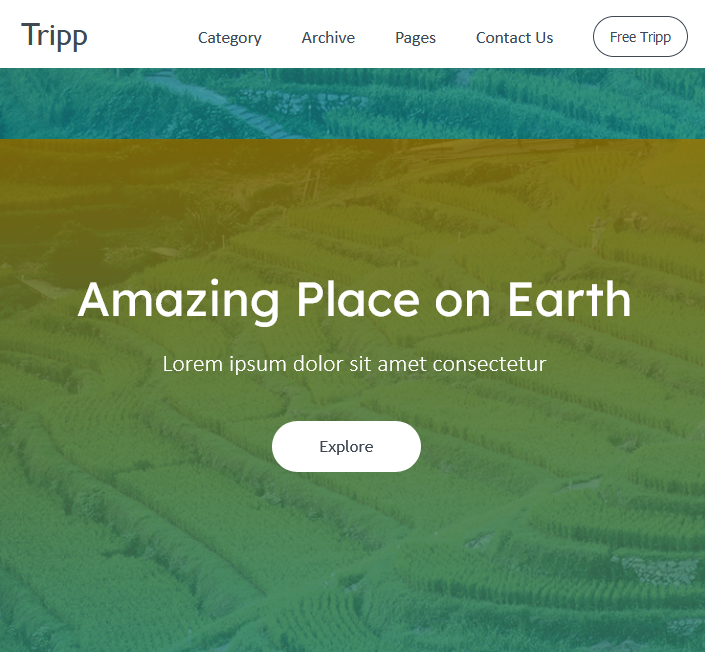 Tripp
Category
Archive
Pages
Contact Us
Free Tripp
Amazing Place on Earth
Lorem ipsum dolor sit amet consectetur
Explore